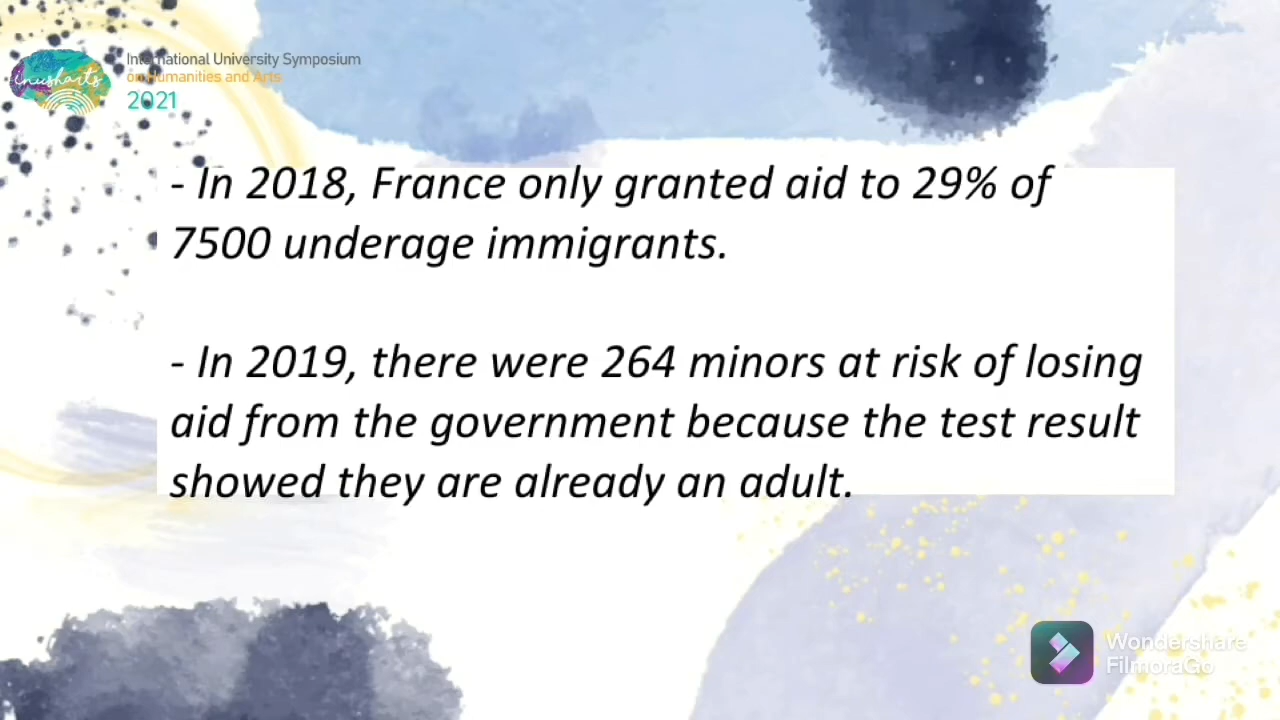 inusharts
International University Symposium
on Humanities and Arts
2021
- In 2018, France only granted aid to 29% of
7500 underage immigrants.
- In 2019, there were 264 minors at risk of losing
aid from the government because the test result
showed they are already an adult.
Wondershare
FilmoraGo